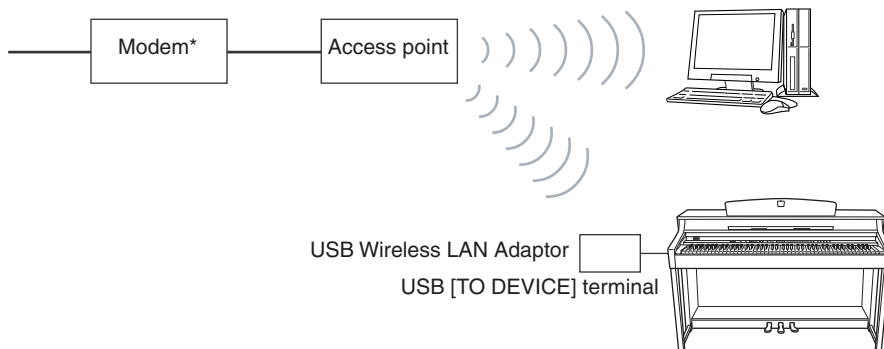 Modem*
Access point
USB Wireless LAN Adaptor
USB [TO DEVICE] terminal